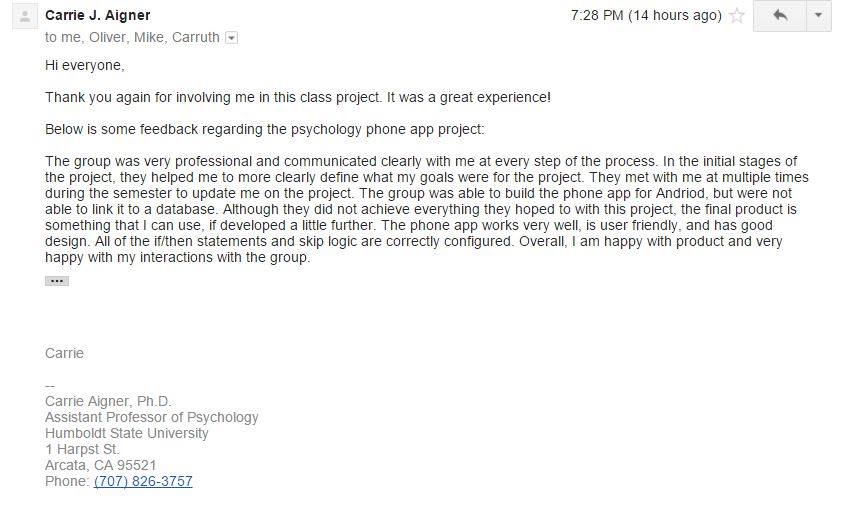 Carrie J. Aigner
7:28 PM (14 hours ago)
to me, Oliver, Mike, Carruth
Hi everyone,
Thank you again for involving me in this class project. It was a great experience!
Below is some feedback regarding the psychology phone app project:
The group was very professional and communicated clearly with me at every step of the process. In the initial stages of
the project, they helped me to more clearly define what my goals were for the project. They met with me at multiple times
during the semester to update me on the project. The group was able to build the phone app for Andriod, but were not
able to link it to a database. Although they did not achieve everything they hoped to with this project, the final product is
something that I can use, if developed a little further. The phone app works very well, is user friendly, and has good
design. All of the if/then statements and skip logic are correctly configured. Overall, I am happy with product and very
happy with my interactions with the group.
Carrie
--
Carrie Aigner, Ph.D.
Assistant Professor of Psychology
Humboldt State University
1 Harpst St.
Arcata, CA 95521
Phone: (707) 826-3757